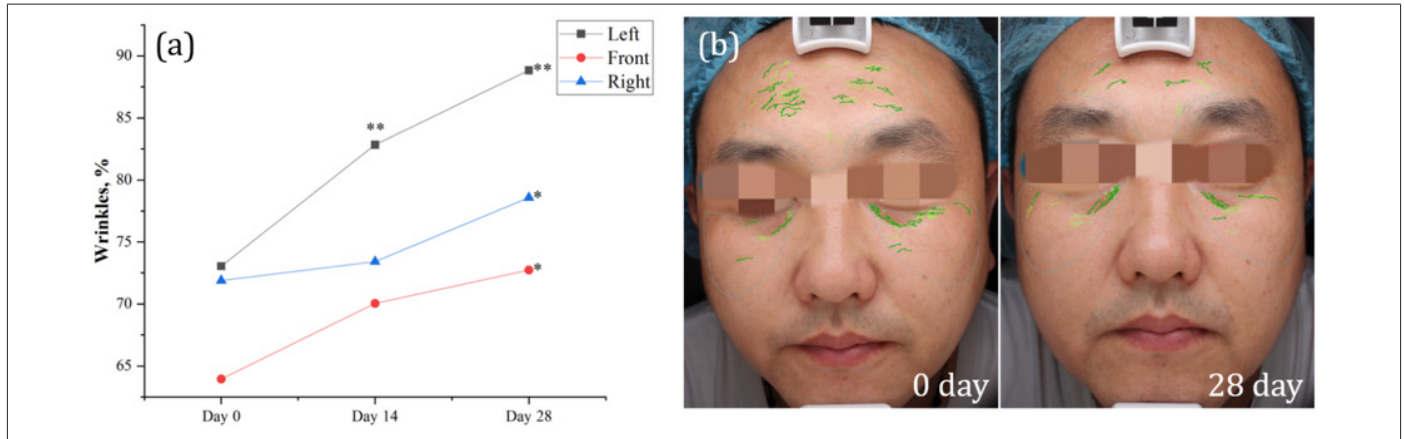 (a)
Left
Front
Right
Wrinkles, %
90
85
80
75
70
65
**
**
*
*
Day 0
Day 14
Day 28
(b)
0 day
28 day